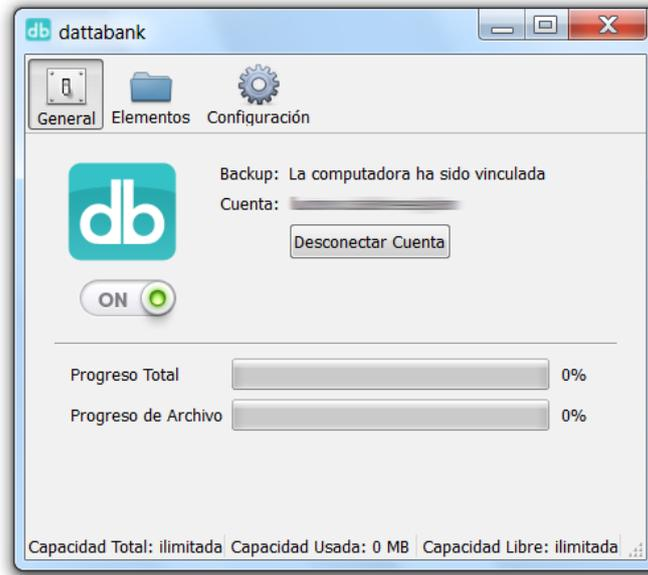 db dattabank
General Elementos Configuración
Backup: La computadora ha sido vinculada
Cuenta:
Desconectar Cuenta
db
ON
Progreso Total 0%
Progreso de Archivo 0%
Capacidad Total: ilimitada Capacidad Usada: 0 MB Capacidad Libre: ilimitada